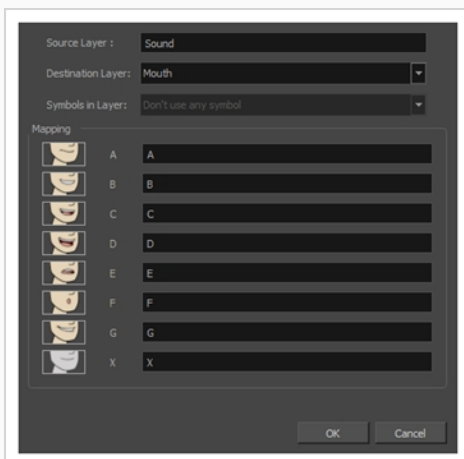 Source Layer : Sound
Destination Layer: Mouth
Symbols in Layer: Don't use any symbol
Mapping
A A
B B
C C
D D
E E
F F
G G
X X
OK Cancel